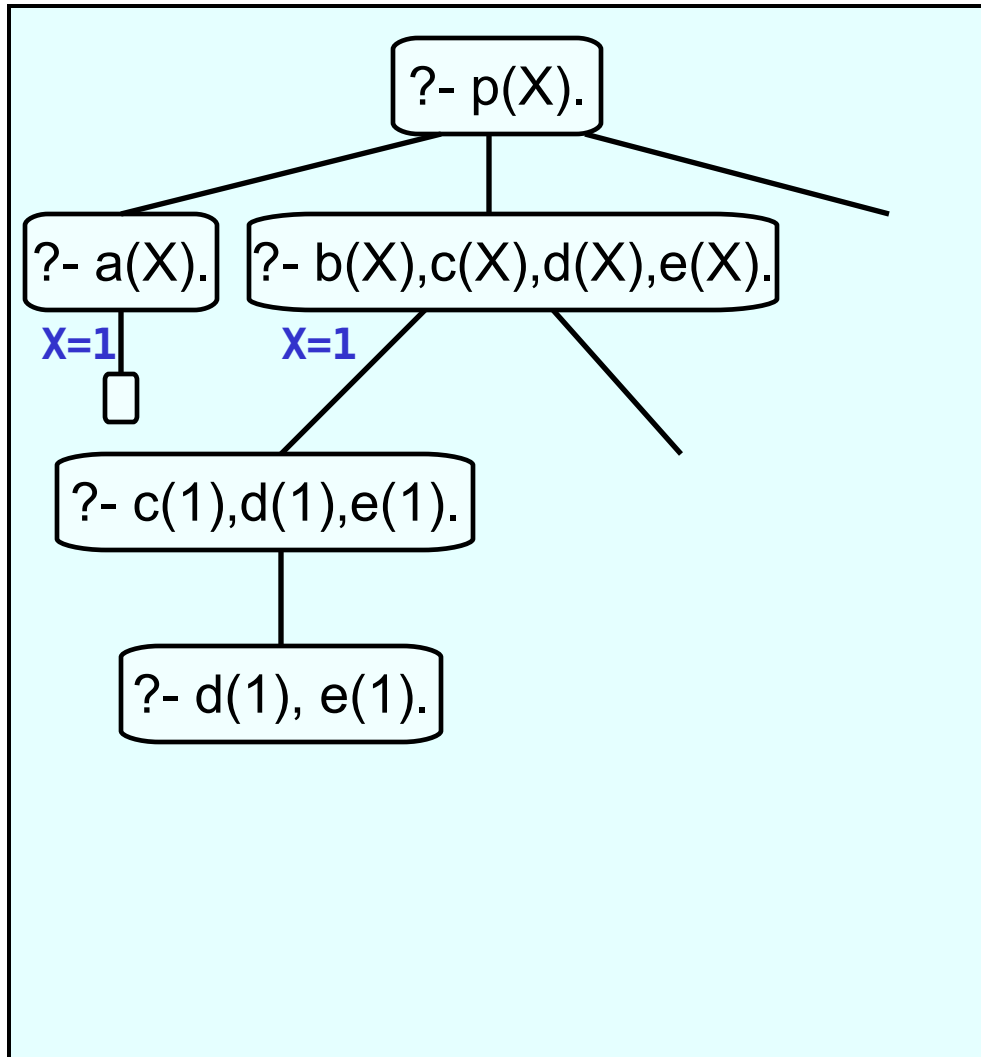 ?- p(X).
?- a(X).
?- b(X),c(X),d(X),e(X).
X=1
X=1
?- c(1),d(1),e(1).
?- d(1), e(1).